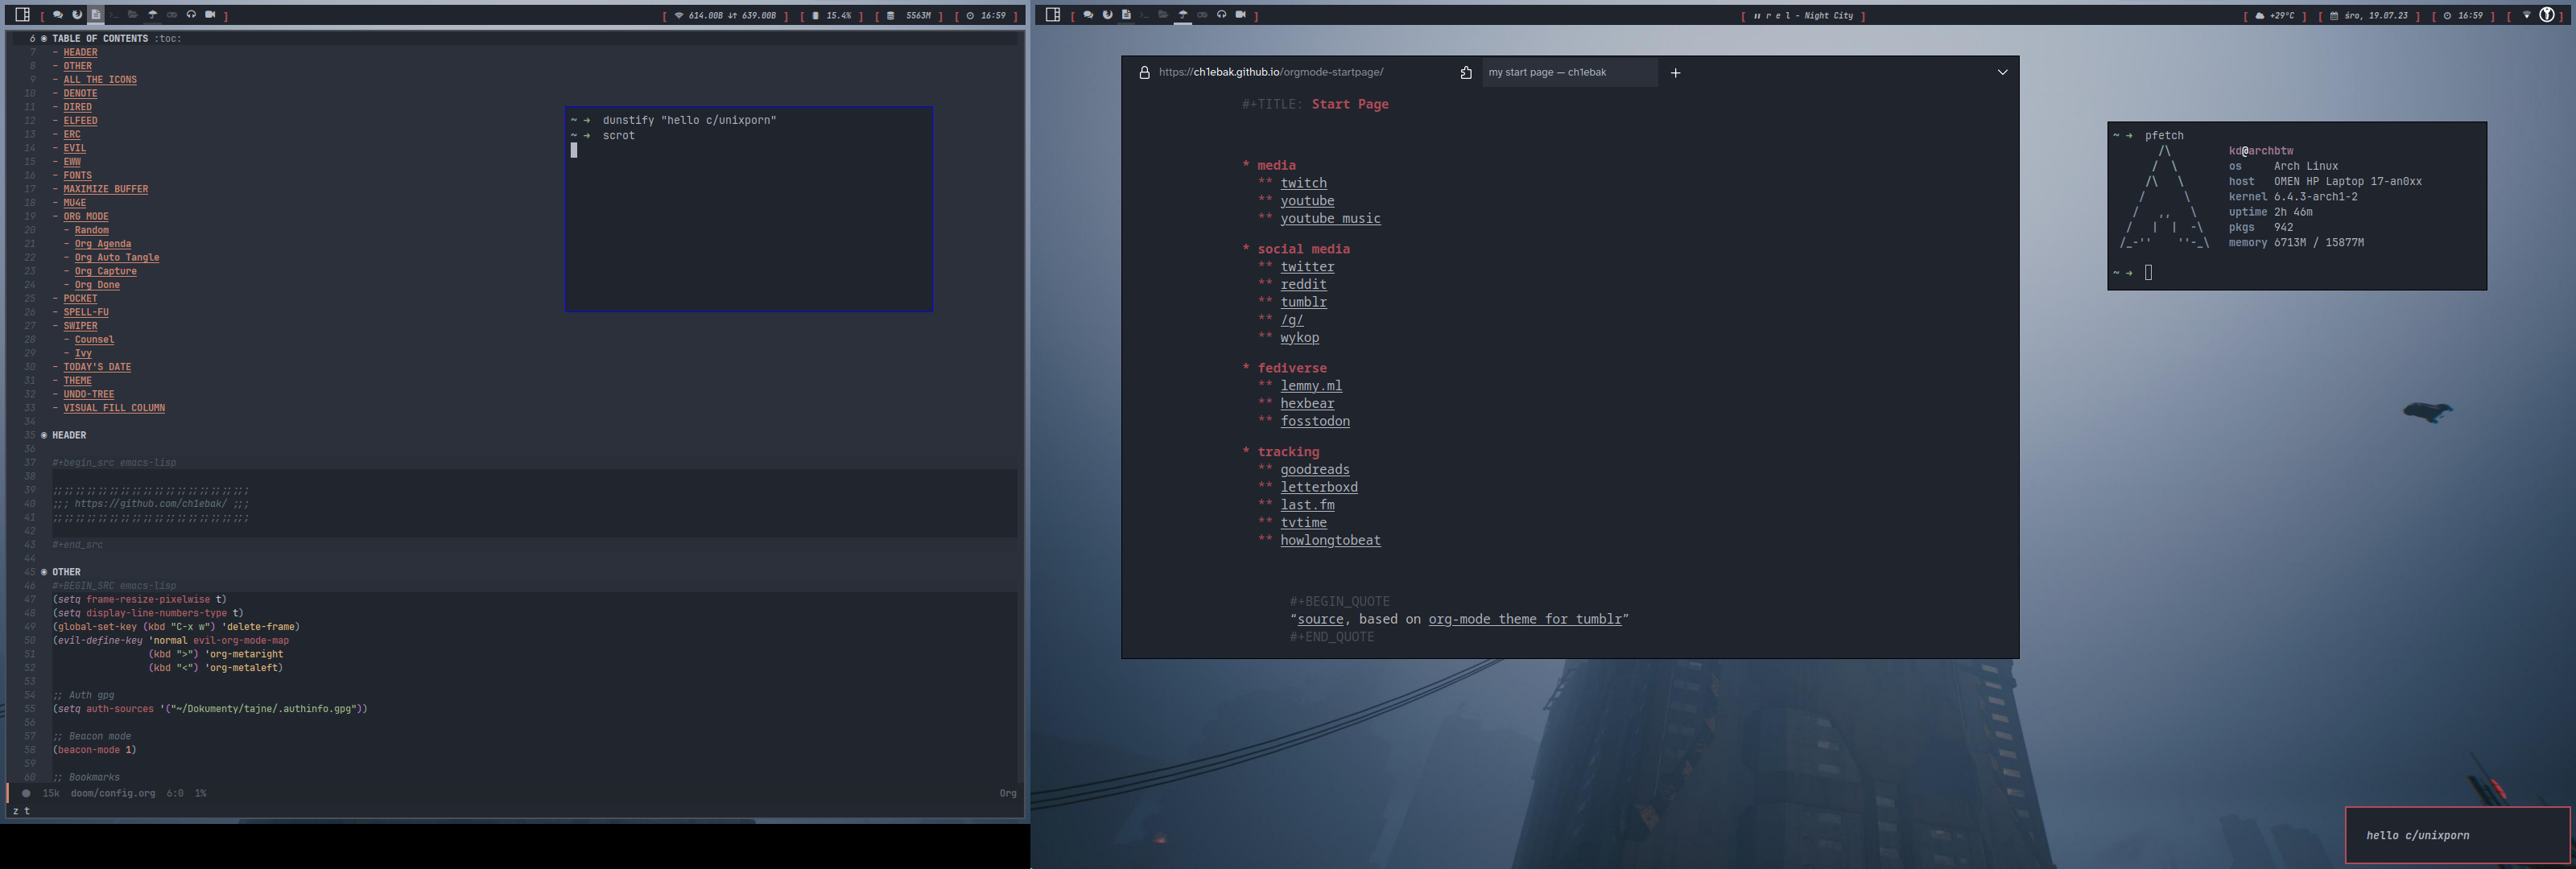 [ ]
[ 614.00B ↓↑ 639.00B ] [ 15.4% ] [ 5563M ] [ 16:59 ]
6 ◉ TABLE OF CONTENTS :toc:
7 - HEADER
8 - OTHER
9 - ALL THE ICONS
10 - DENOTE
11 - DIRED
12 - ELFEED
13 - ERC
14 - EVIL
15 - EWW
16 - FONTS
17 - MAXIMIZE BUFFER
18 - MU4E
19 - ORG MODE
20 - Random
21 - Org Agenda
22 - Org Auto Tangle
23 - Org Capture
24 - Org Done
25 - POCKET
26 - SPELL-FU
27 - SWIPER
28 - Counsel
29 - Ivy
30 - TODAY'S DATE
31 - THEME
32 - UNDO-TREE
33 - VISUAL FILL COLUMN
34
35 ◉ HEADER
36
37 #+begin_src emacs-lisp
38
39 ;;;;;;;;;;;;;;;;;;;;;;;;;;;;;;;;;;;
40 ;;; https://github.com/ch1ebak/ ;;;
41 ;;;;;;;;;;;;;;;;;;;;;;;;;;;;;;;;;;;
42
43 #+end_src
44
45 ◉ OTHER
46 #+BEGIN_SRC emacs-lisp
47 (setq frame-resize-pixelwise t)
48 (setq display-line-numbers-type t)
49 (global-set-key (kbd "C-x w") 'delete-frame)
50 (evil-define-key 'normal evil-org-mode-map
51 (kbd ">") 'org-metaright
52 (kbd "<") 'org-metaleft)
53
54 ;; Auth gpg
55 (setq auth-sources '("~/Dokumenty/tajne/.authinfo.gpg"))
56
57 ;; Beacon mode
58 (beacon-mode 1)
59
60 ;; Bookmarks
15k doom/config.org 6:0 1% Org
z t
~ → dunstify "hello c/unixporn"
~ → scrot
[ ]
[ r e l - Night City ]
[ +29°C ] [ śro, 19.07.23 ] [ 16:59 ] [ ]
https://ch1ebak.github.io/orgmode-startpage/ my start page — ch1ebak +
#+TITLE: Start Page
* media
** twitch
** youtube
** youtube music
* social media
** twitter
** reddit
** tumblr
** /g/
** wykop
* fediverse
** lemmy.ml
** hexbear
** fosstodon
* tracking
** goodreads
** letterboxd
** last.fm
** tvtime
** howlongtobeat
#+BEGIN_QUOTE
“source, based on org-mode theme for tumblr”
#+END_QUOTE
~ → pfetch
kd@archbtw
os Arch Linux
host OMEN HP Laptop 17-an0xx
kernel 6.4.3-arch1-2
uptime 2h 46m
pkgs 942
memory 6713M / 15877M
~ →
hello c/unixporn